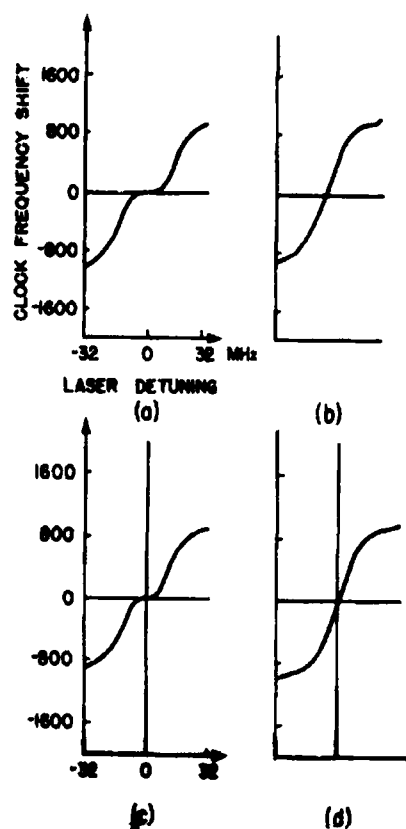 CLOCK FREQUENCY SHIFT
1600
800
0
-800
-1600
-32 0 32 MHz
LASER DETUNING
(a) (b)
1600
800
0
-800
-1600
-32 0 32
(c) (d)